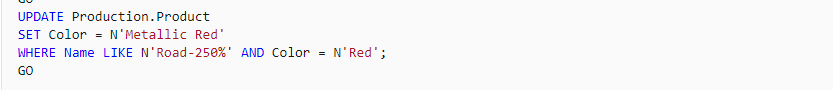 UPDATE Production.Product
SET Color = N'Metallic Red'
WHERE Name LIKE N'Road-250%' AND Color = N'Red';
GO